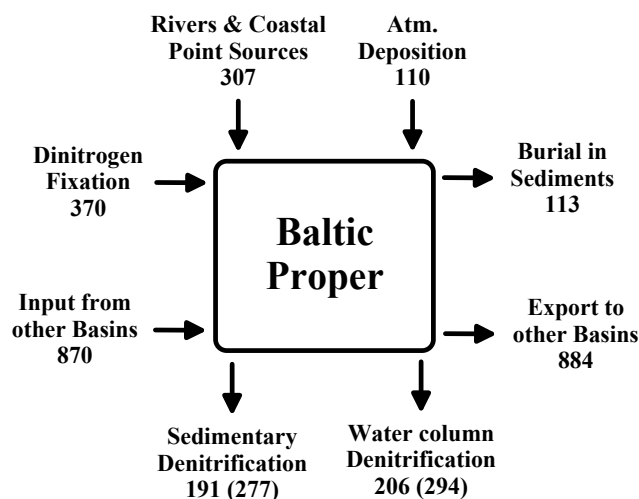 Rivers & Coastal
Point Sources
307
Atm.
Deposition
110
Dinitrogen
Fixation
370
Burial in
Sediments
113
Baltic
Proper
Input from
other Basins
870
Export to
other Basins
884
Sedimentary
Denitrification
191 (277)
Water column
Denitrification
206 (294)